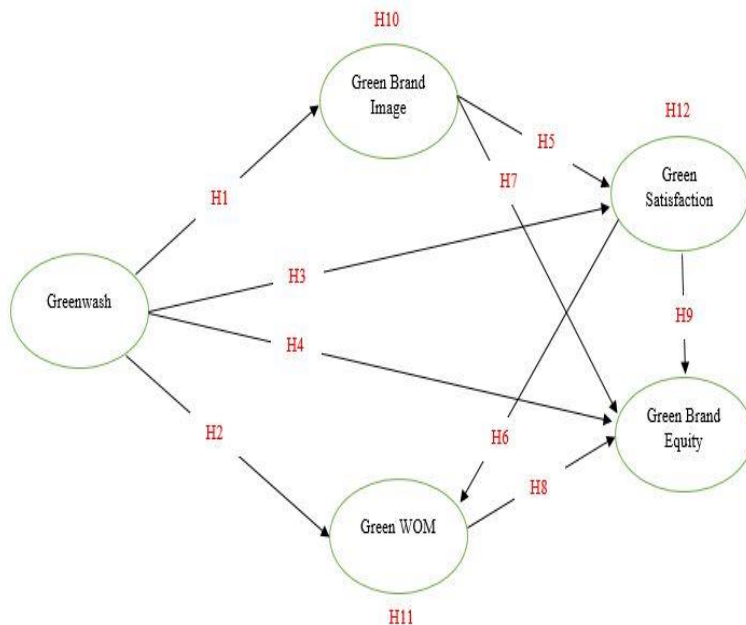 H10
Green Brand
Image
H12
H5
Green
Satisfaction
H7
H1
H3
Greenwash
H9
H4
Green Brand
Equity
H2
H6
H8
Green WOM
H11